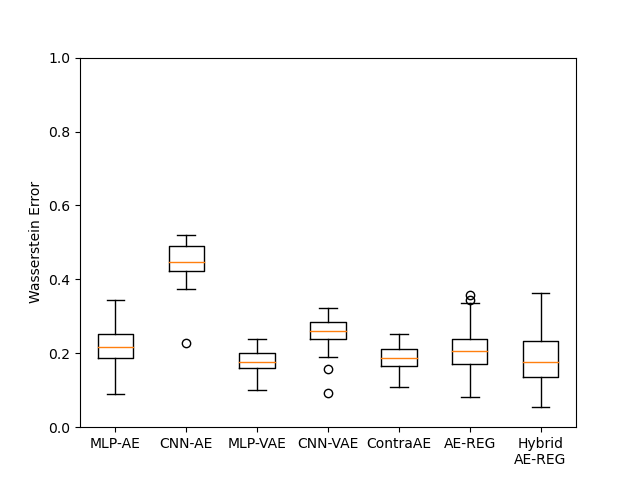 1.0
0.8
0.6
0.4
0.2
0.0
Wasserstein Error
MLP-AE CNN-AE MLP-VAE CNN-VAE ContraAE AE-REG Hybrid
AE-REG